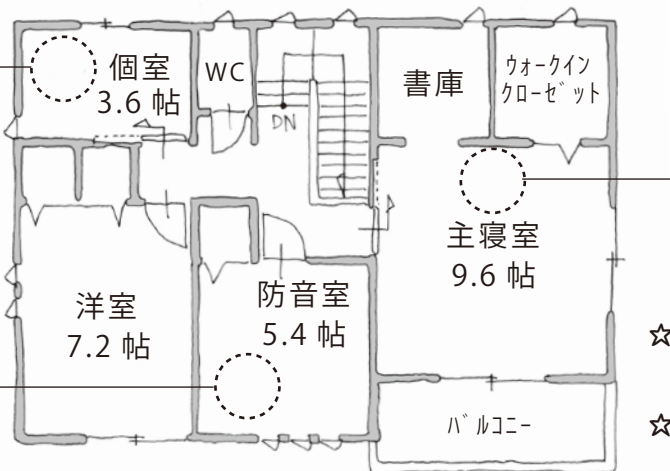 個室
3.6 帖
WC
DN
書庫
ウォークイン
クローゼット
主寝室
9.6 帖
洋室
7.2 帖
防音室
5.4 帖
バルコニー
☆
☆